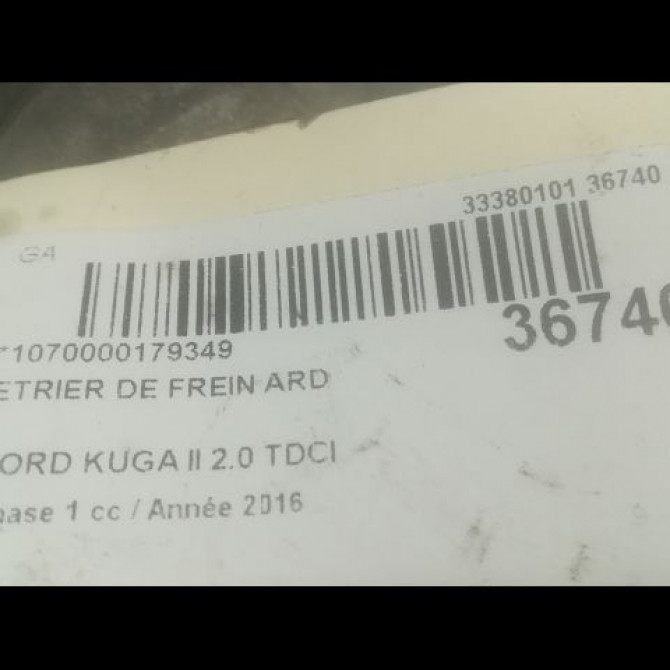 33380101 36740
G4
36740
*1070000179349
ETRIER DE FREIN ARD
ORD KUGA II 2.0 TDCI
hase 1 cc / Année 2016